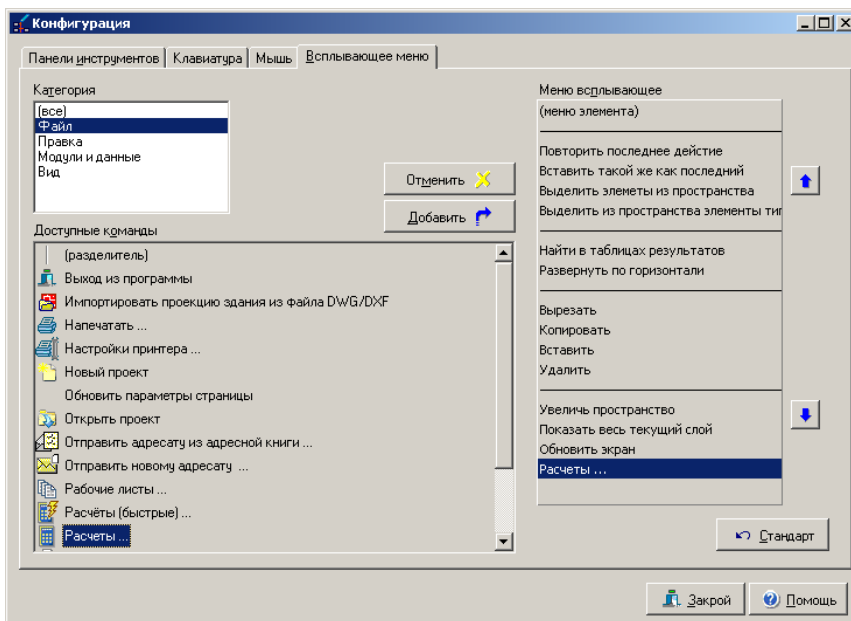 Конфигурация
Панели инструментов Клавиатура Мышь Всплывающее меню
Категория
(все)
Файл
Правка
Модули и данные
Вид
Отменить
Добавить
Доступные команды
(разделитель)
Выход из программы
Импортировать проекцию здания из файла DWG/DXF
Напечатать ...
Настройки принтера ...
Новый проект
Обновить параметры страницы
Открыть проект
Отправить адресату из адресной книги ...
Отправить новому адресату ...
Рабочие листы ...
Расчёты (быстрые) ...
Расчеты ...
Меню всплывающее
(меню элемента)
Повторить последнее дейстие
Вставить такой же как последний
Выделить элеметы из пространства
Выделить из пространства элементы тип
Найти в таблицах результатов
Развернуть по горизонтали
Вырезать
Копировать
Вставить
Удалить
Увеличь пространство
Показать весь текущий слой
Обновить экран
Расчеты ...
Стандарт
Закрой Помощь